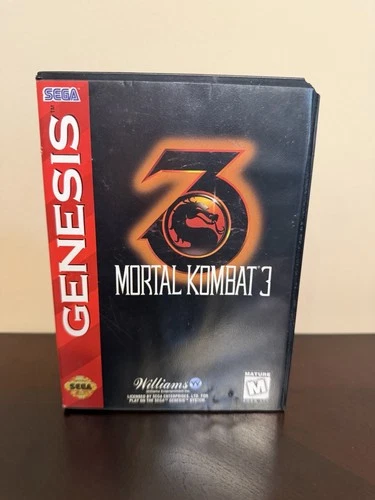 SEGA
GENESIS
3
MORTAL KOMBAT 3
Williams
LICENSED BY SEGA ENTERPRISES, LTD. FOR
PLAY ON THE SEGA GENESIS SYSTEM
MATURE
M
SEGA